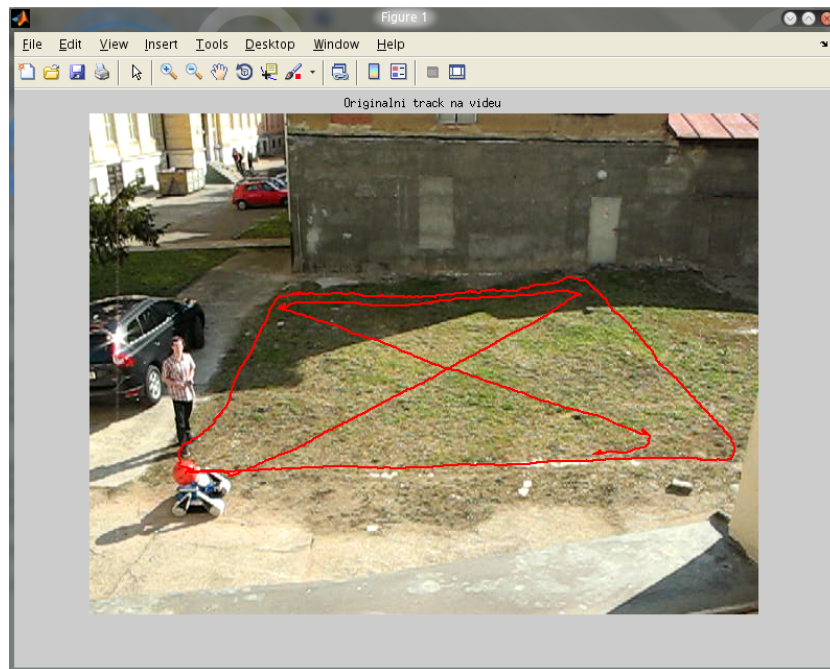 Figure 1
File Edit View Insert Tools Desktop Window Help
Originalni track na videu